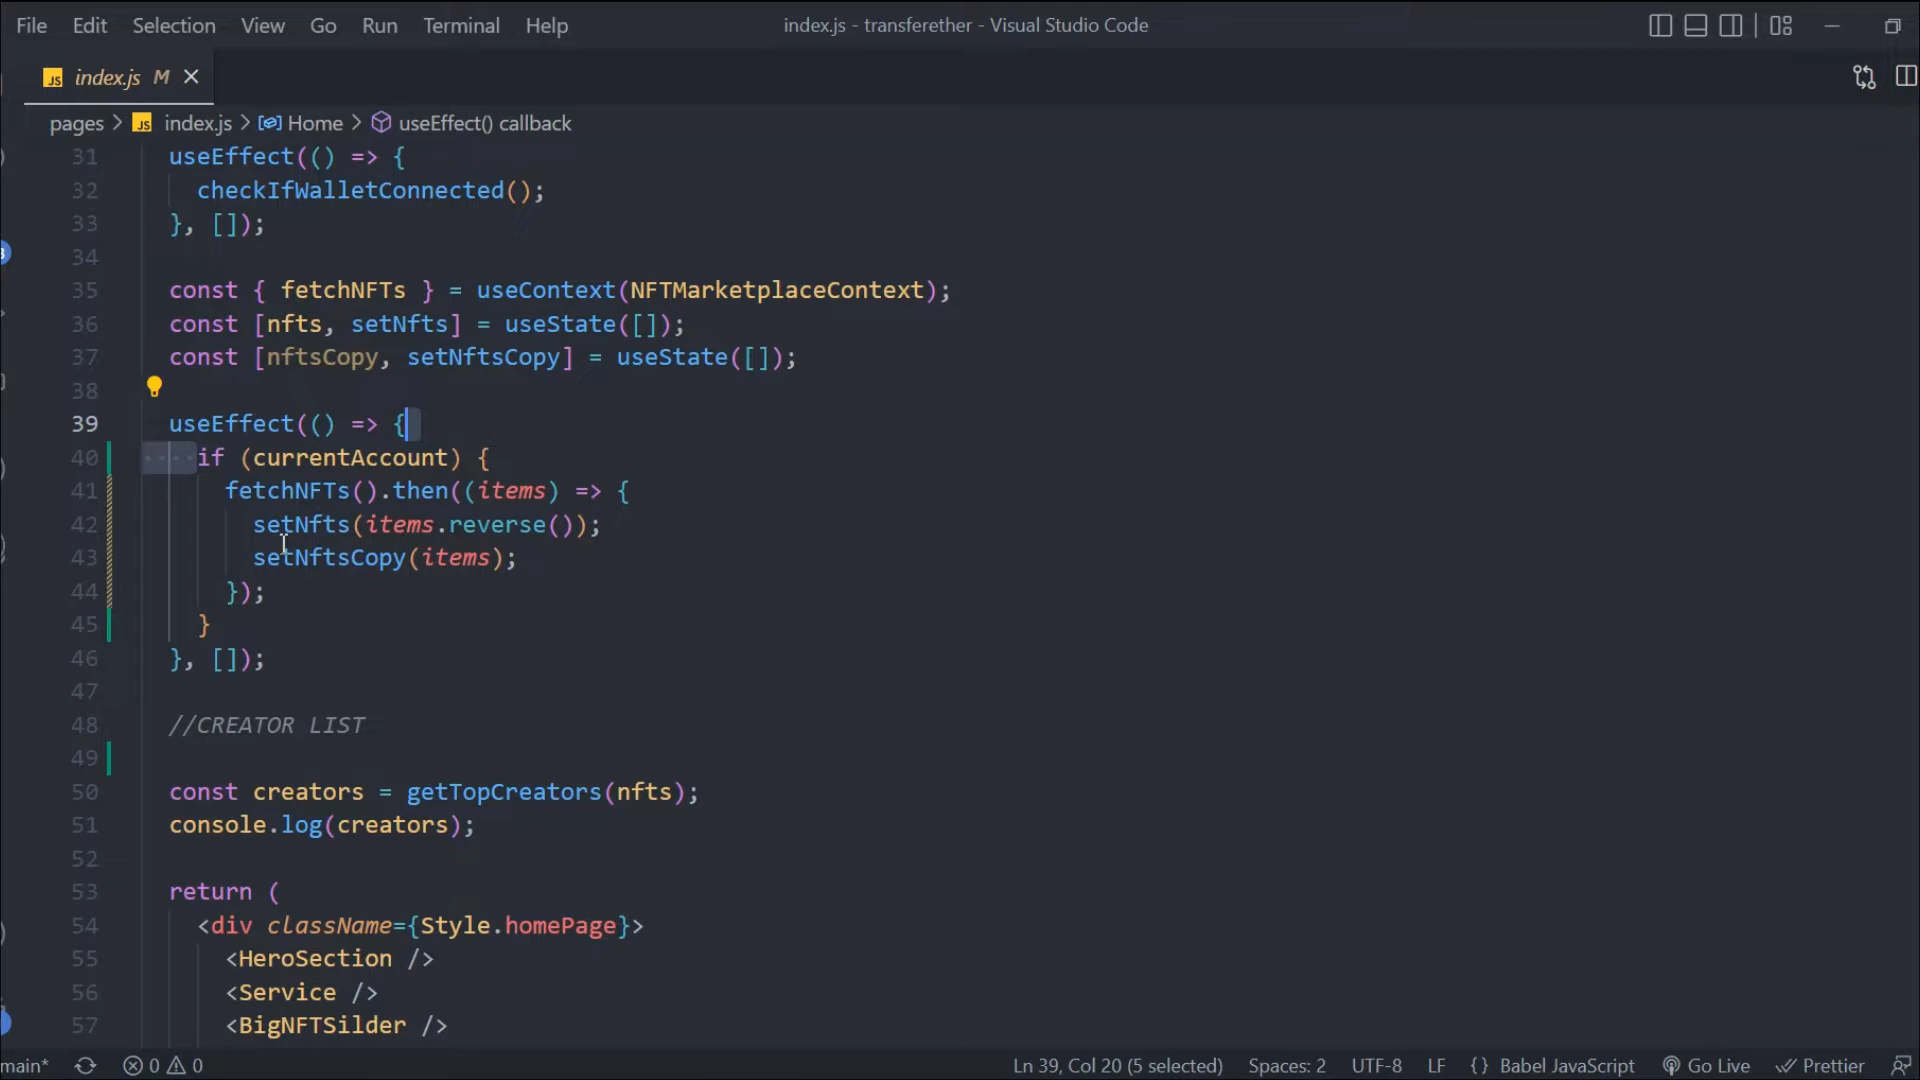 File Edit Selection View Go Run Terminal Help index.js - transferether - Visual Studio Code
JS index.js M
pages > JS index.js > Home > useEffect() callback
31 useEffect(() => {
32 checkIfWalletConnected();
33 }, []);
34
35 const { fetchNFTs } = useContext(NFTMarketplaceContext);
36 const [nfts, setNfts] = useState([]);
37 const [nftsCopy, setNftsCopy] = useState([]);
38
39 useEffect(() => {
40 if (currentAccount) {
41 fetchNFTs().then((items) => {
42 setNfts(items.reverse());
43 setNftsCopy(items);
44 });
45 }
46 }, []);
47
48 //CREATOR LIST
49
50 const creators = getTopCreators(nfts);
51 console.log(creators);
52
53 return (
54 <div className={Style.homePage}>
55 <HeroSection />
56 <Service />
57 <BigNFTSilder />
main* 0 0 Ln 39, Col 20 (5 selected) Spaces: 2 UTF-8 LF {} Babel JavaScript Go Live Prettier